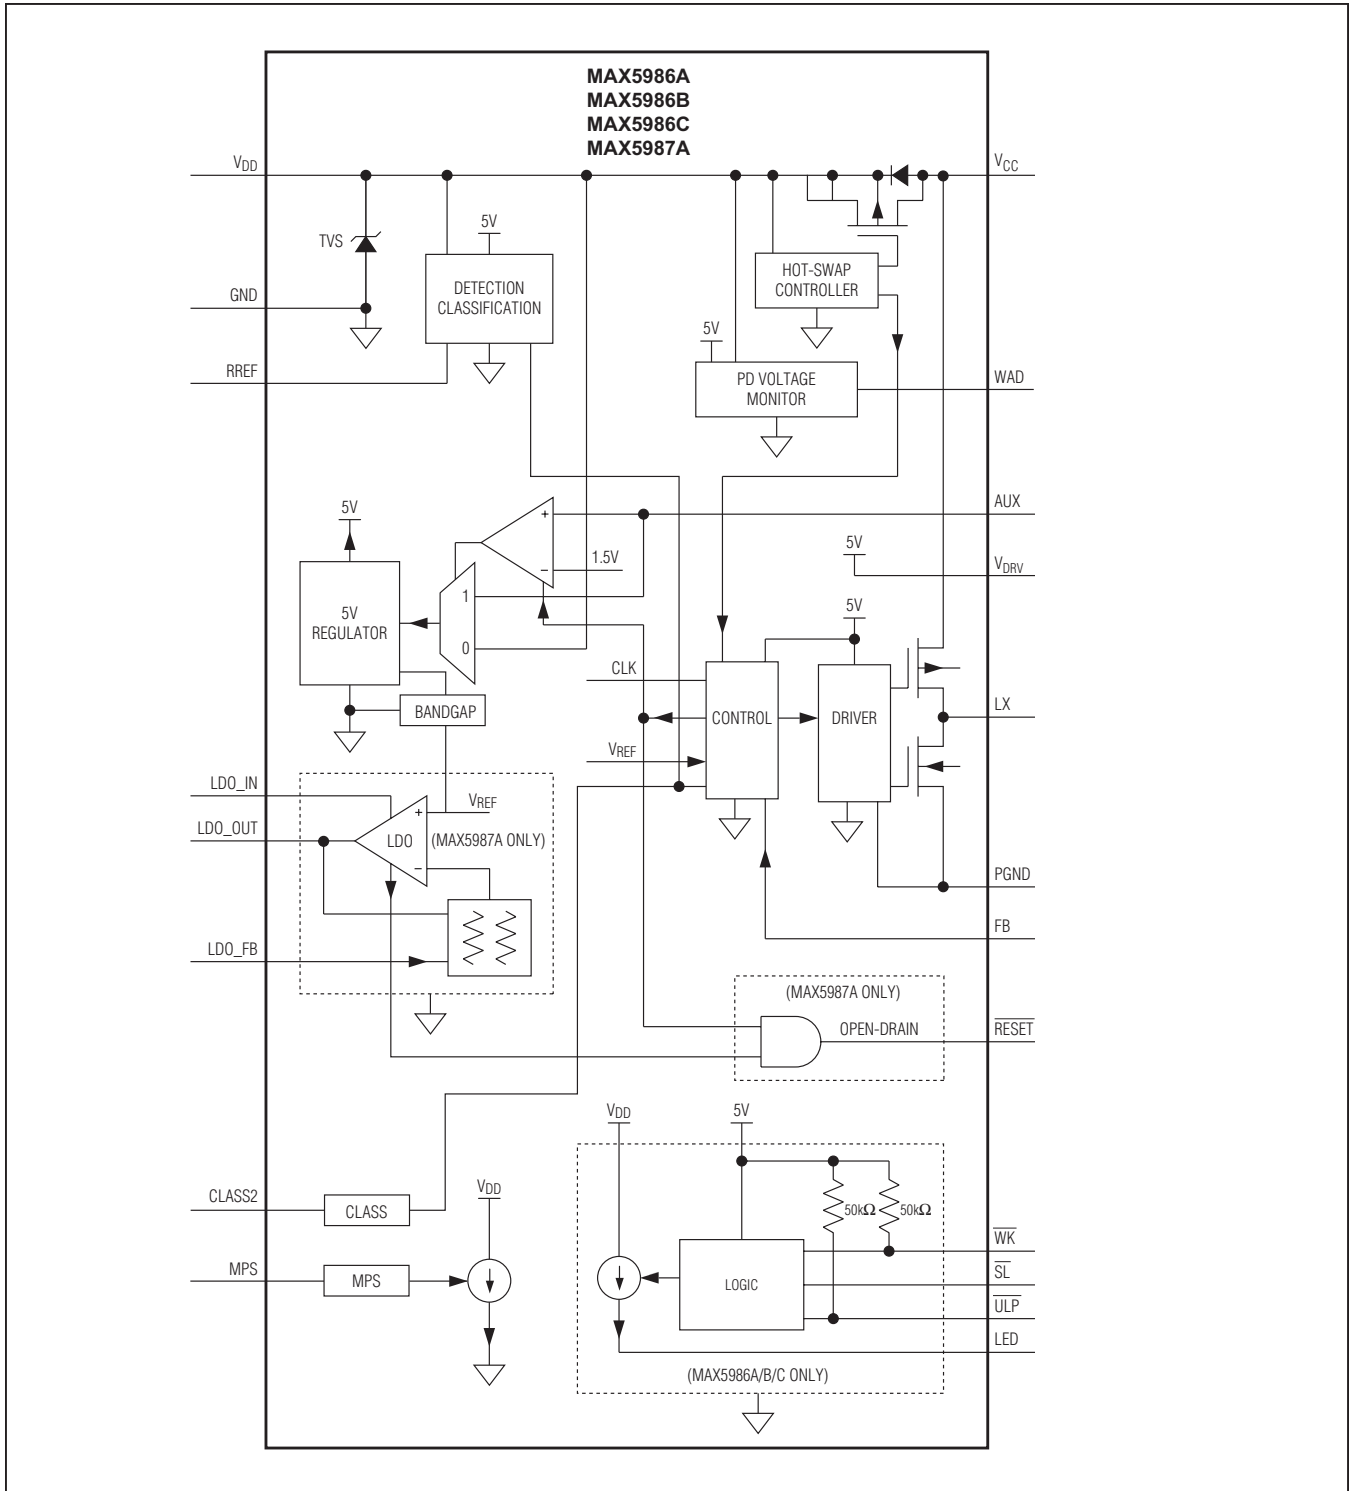 MAX5986A
MAX5986B
MAX5986C
MAX5987A
VDD
VCC
5V
TVS
DETECTION
CLASSIFICATION
HOT-SWAP
CONTROLLER
GND
5V
RREF
PD VOLTAGE
MONITOR
WAD
5V
+
AUX
1.5V
−
5V
VDRV
1
5V
5V
REGULATOR
0
CLK
BANDGAP
CONTROL
DRIVER
LX
VREF
LDO_IN
VREF
+
LDO_OUT
LDO
(MAX5987A ONLY)
−
PGND
FB
LDO_FB
(MAX5987A ONLY)
OPEN-DRAIN
RESET
VDD
5V
CLASS2
CLASS
VDD
50kΩ
50kΩ
WK
MPS
MPS
LOGIC
SL
ULP
LED
(MAX5986A/B/C ONLY)